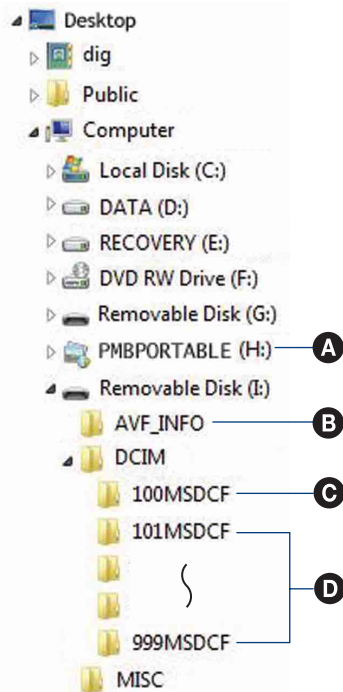 Desktop
dig
Public
Computer
Local Disk (C:)
DATA (D:)
RECOVERY (E:)
DVD RW Drive (F:)
Removable Disk (G:)
PMBPORTABLE (H:) A
Removable Disk (I:)
AVF_INFO B
DCIM
100MSDCF C
101MSDCF
D
999MSDCF
MISC